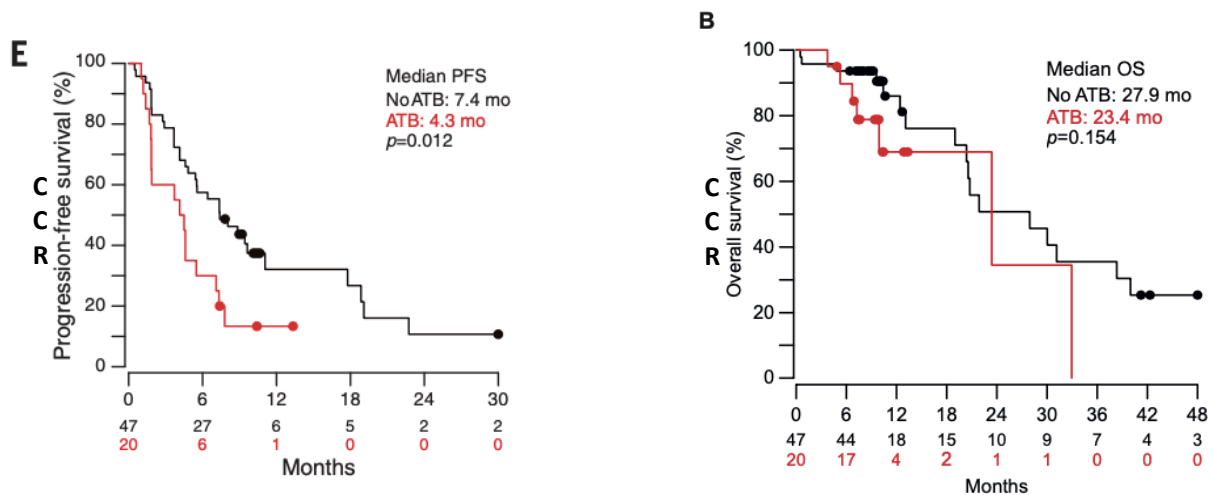 E
Progression-free survival (%)
C
C
R
100
80
60
40
20
0
Median PFS
No ATB: 7.4 mo
ATB: 4.3 mo
p=0.012
0 6 12 18 24 30
47 27 6 5 2 2
20 6 1 0 0 0
Months
B
Overall survival (%)
C
C
R
100
80
60
40
20
0
Median OS
No ATB: 27.9 mo
ATB: 23.4 mo
p=0.154
0 6 12 18 24 30 36 42 48
47 44 18 15 10 9 7 4 3
20 17 4 2 1 1 0 0 0
Months